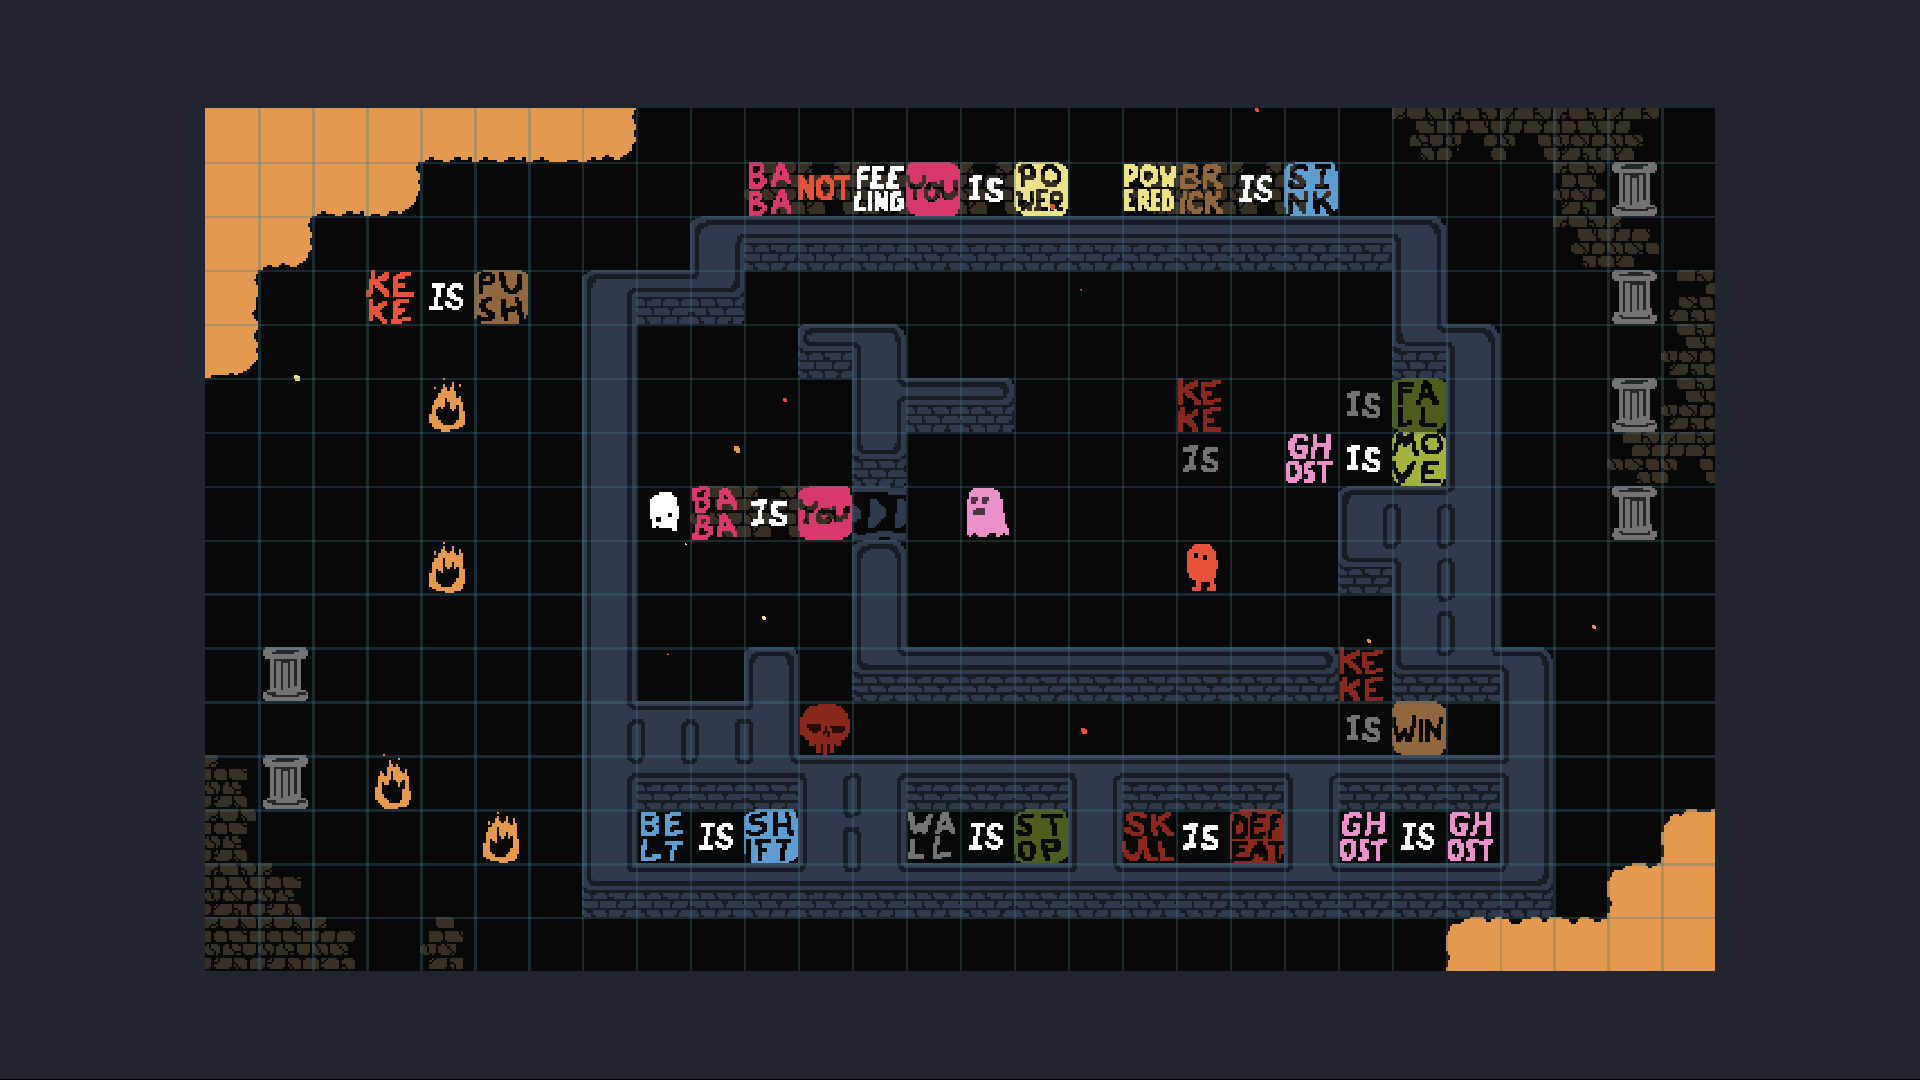 BABA NOT FEELING YOU IS POWER POWERED BRICK IS SINK
KEKE IS PUSH
KEKE IS FALL
IS GHOST IS MOVE
BABA IS YOU
KEKE
IS WIN
BELT IS SHIFT WALL IS STOP SKULL IS DEFEAT GHOST IS GHOST